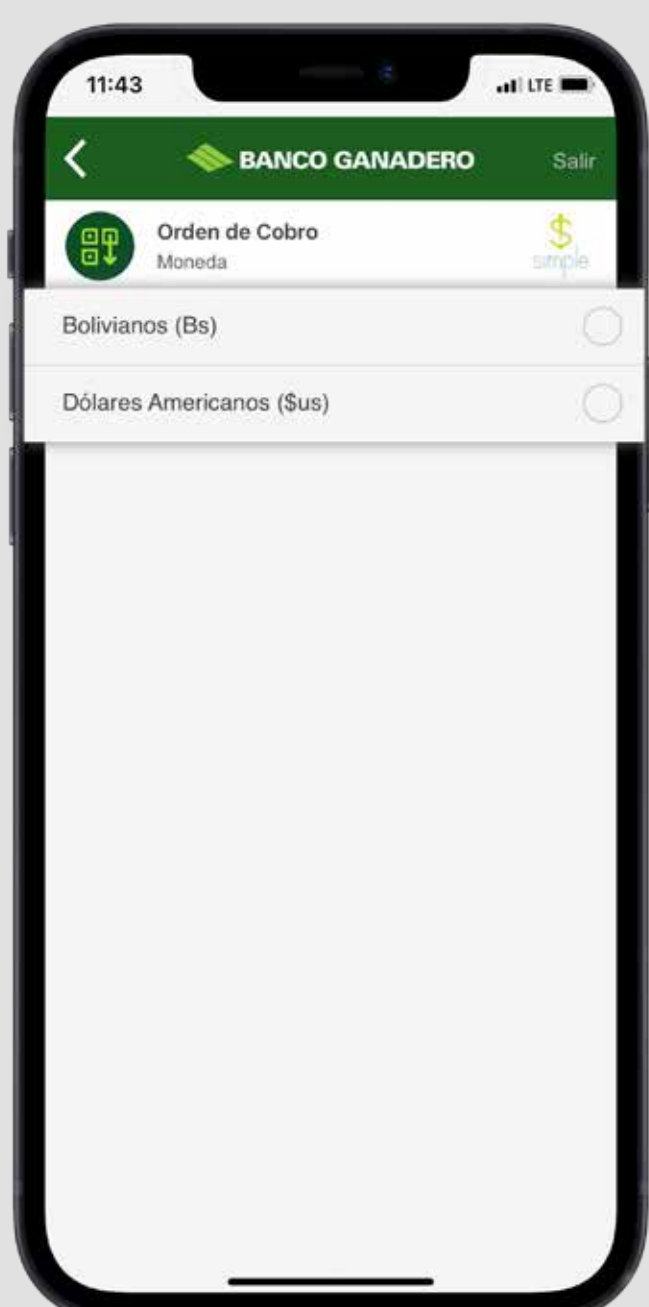 11:43
LTE
BANCO GANADERO
Salir
Orden de Cobro
Moneda
simple
Bolivianos (Bs)
Dólares Americanos ($us)